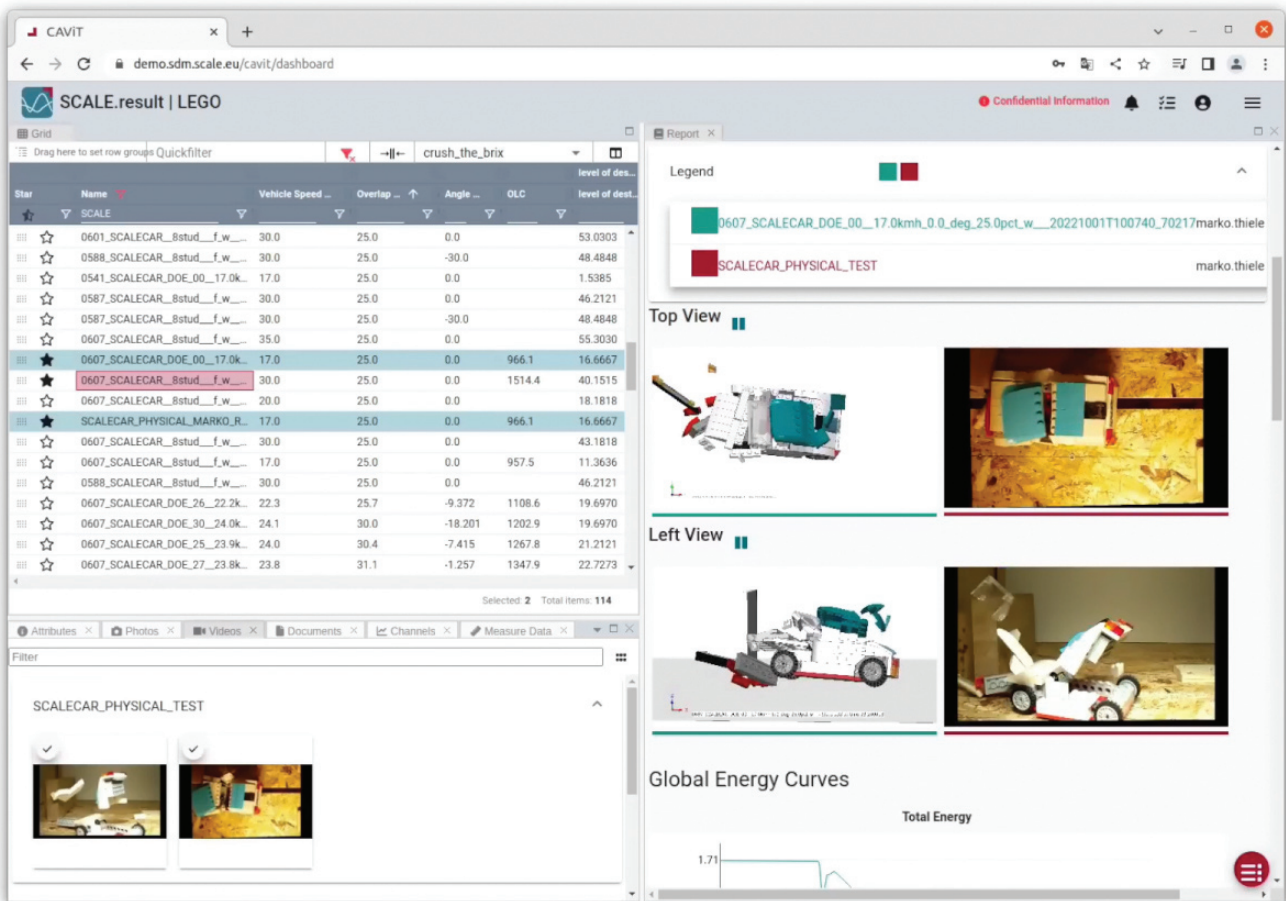 CAViT
demo.sdm.scale.eu/cavit/dashboard
SCALE.result | LEGO
Confidential Information
Grid
Drag here to set row groups Quickfilter crush_the_brix
level of des...
Star Name Vehicle Speed ... Overlap ... Angle ... OLC level of dest...
SCALE
0601_SCALECAR__8stud___f_w__... 30.0 25.0 0.0 53.0303
0588_SCALECAR__8stud___f_w__... 30.0 25.0 -30.0 48.4848
0541_SCALECAR_DOE_00__17.0k... 17.0 25.0 0.0 1.5385
0587_SCALECAR__8stud___f_w__... 30.0 25.0 0.0 46.2121
0587_SCALECAR__8stud___f_w__... 30.0 25.0 -30.0 48.4848
0607_SCALECAR__8stud___f_w__... 35.0 25.0 0.0 55.3030
0607_SCALECAR_DOE_00__17.0k... 17.0 25.0 0.0 966.1 16.6667
0607_SCALECAR__8stud___f_w__... 30.0 25.0 0.0 1514.4 40.1515
0607_SCALECAR__8stud___f_w__... 20.0 25.0 0.0 18.1818
SCALECAR_PHYSICAL_MARKO_R... 17.0 25.0 0.0 966.1 16.6667
0607_SCALECAR__8stud___f_w__... 30.0 25.0 0.0 43.1818
0607_SCALECAR__8stud___f_w__... 17.0 25.0 0.0 957.5 11.3636
0588_SCALECAR__8stud___f_w__... 30.0 25.0 0.0 46.2121
0607_SCALECAR_DOE_26__22.2k... 22.3 25.7 -9.372 1108.6 19.6970
0607_SCALECAR_DOE_30__24.0k... 24.1 30.0 -18.201 1202.9 19.6970
0607_SCALECAR_DOE_25__23.9k... 24.0 30.4 -7.415 1267.8 21.2121
0607_SCALECAR_DOE_27__23.8k... 23.8 31.1 -1.257 1347.9 22.7273
Selected: 2 Total items: 114
Attributes Photos Videos Documents Channels Measure Data
Filter
SCALECAR_PHYSICAL_TEST
Report
Legend
0607_SCALECAR_DOE_00__17.0kmh_0.0_deg_25.0pct_w___20221001T100740_70217 marko.thiele
SCALECAR_PHYSICAL_TEST marko.thiele
Top View
Left View
Global Energy Curves
Total Energy
1.71